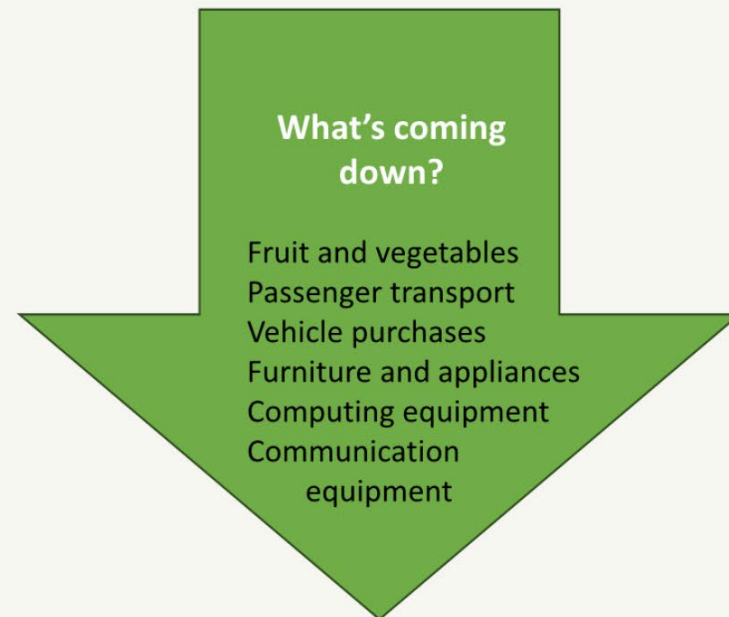 What’s coming
down?
Fruit and vegetables
Passenger transport
Vehicle purchases
Furniture and appliances
Computing equipment
Communication
equipment